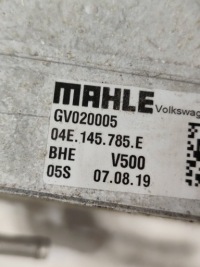 MAHLE
Volkswag
GV020005
04E.145.785.E
BHE V500
05S 07.08.19